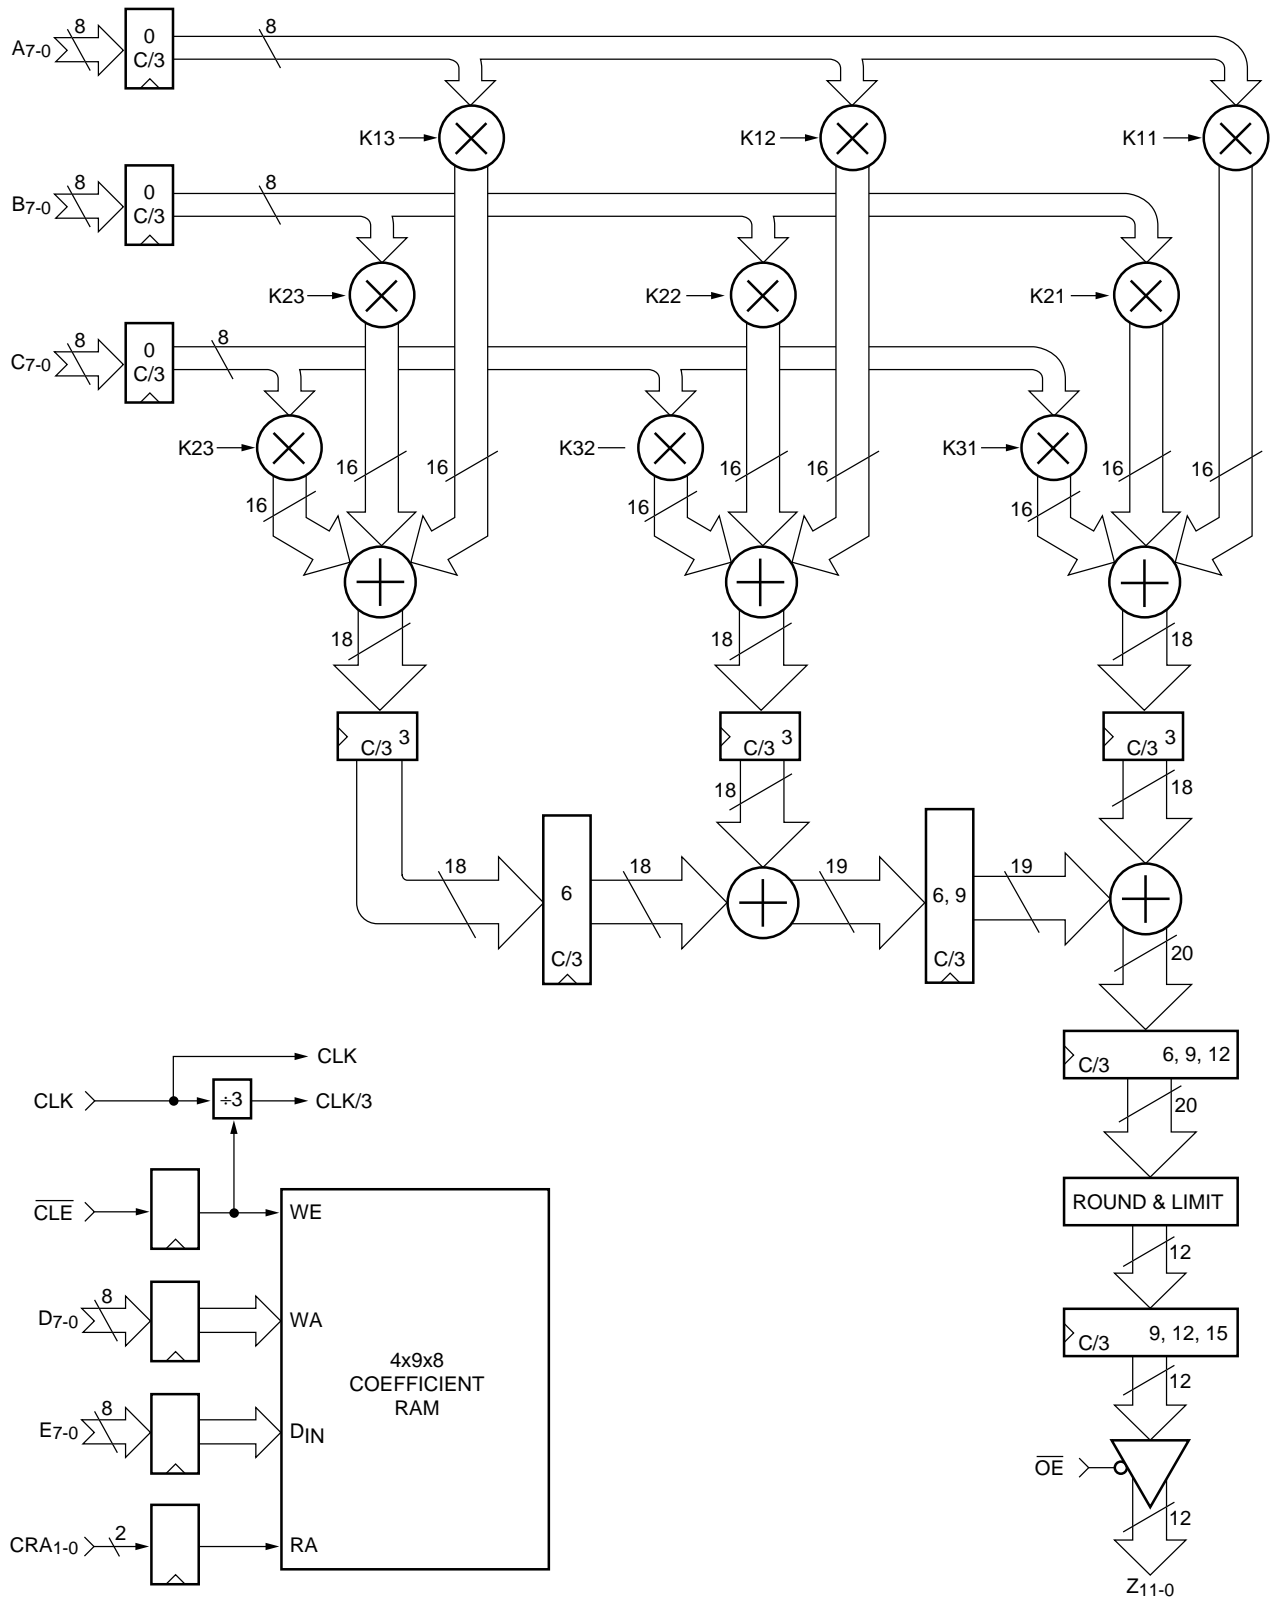 A7-0
8
0
C/3
8
K13
K12
K11
B7-0
8
0
C/3
8
K23
K22
K21
C7-0
8
0
C/3
8
K23
K32
K31
16
16
16
16
16
16
16
16
16
18
18
18
C/3 3
C/3 3
C/3 3
18
18
18
6
C/3
18
19
6, 9
C/3
19
20
C/3
6, 9, 12
20
ROUND & LIMIT
12
C/3
9, 12, 15
12
OE
12
Z11-0
CLK
CLK
÷3
CLK/3
CLE
WE
D7-0
8
WA
4x9x8
COEFFICIENT
RAM
E7-0
8
DIN
CRA1-0
2
RA